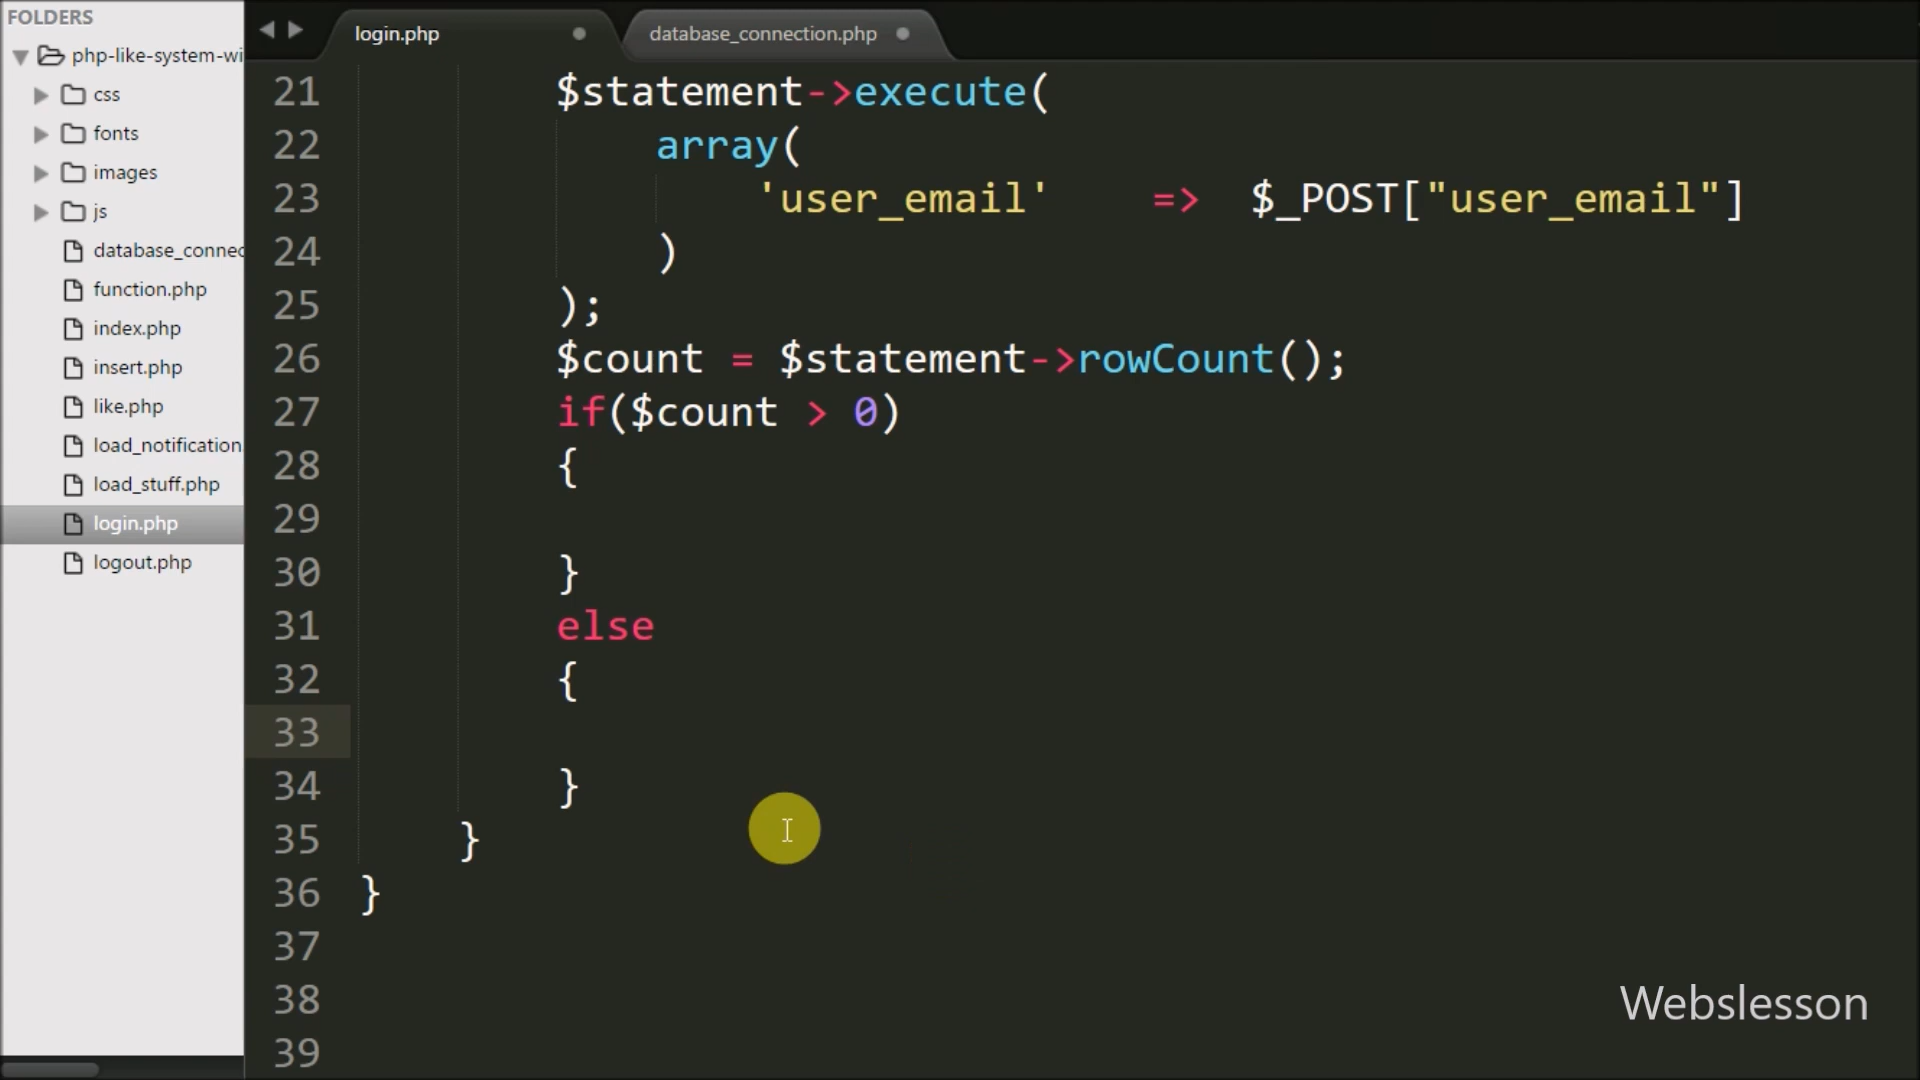 FOLDERS
php-like-system-wi
css
fonts
images
js
database_connec
function.php
index.php
insert.php
like.php
load_notification.
load_stuff.php
login.php
logout.php
login.php
database_connection.php
21 $statement->execute(
22 array(
23 'user_email' => $_POST["user_email"]
24 )
25 );
26 $count = $statement->rowCount();
27 if($count > 0)
28 {
29
30 }
31 else
32 {
33
34 }
35 }
36 }
37
38
39
Webslesson